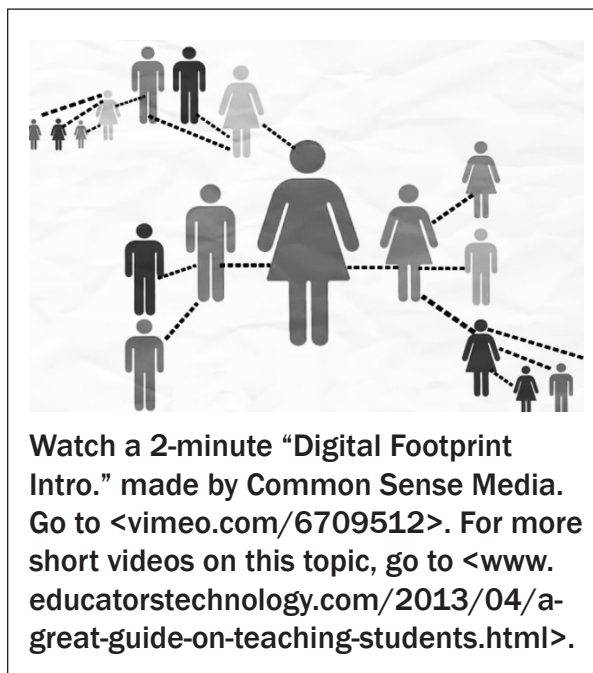 Watch a 2-minute “Digital Footprint
Intro.” made by Common Sense Media.
Go to <vimeo.com/6709512>. For more
short videos on this topic, go to <www.
educatorstechnology.com/2013/04/a-
great-guide-on-teaching-students.html>.